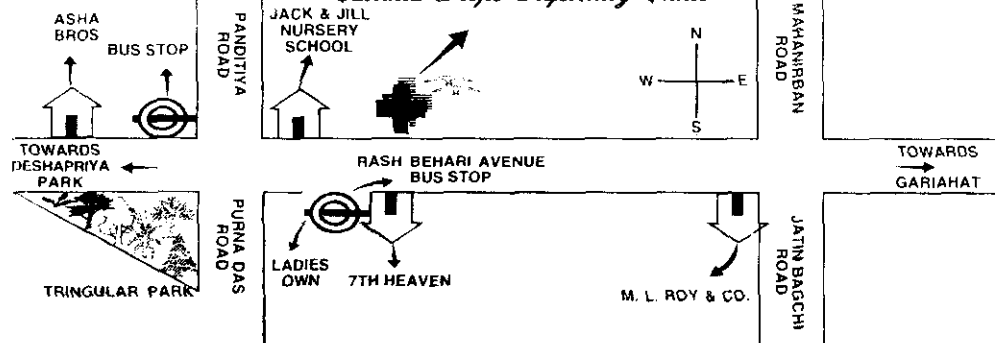 ASHA
BROS
BUS STOP
PANDITIYA
ROAD
JACK & JILL
NURSERY
SCHOOL
N
W
E
S
MAHANIRBAN
ROAD
TOWARDS
DESHAPRIYA
PARK
RASH BEHARI AVENUE
BUS STOP
TOWARDS
GARIAHAT
PURNA DAS
ROAD
LADIES
OWN
7TH HEAVEN
TRINGULAR PARK
M. L. ROY & CO.
JATIN BAGCHI
ROAD